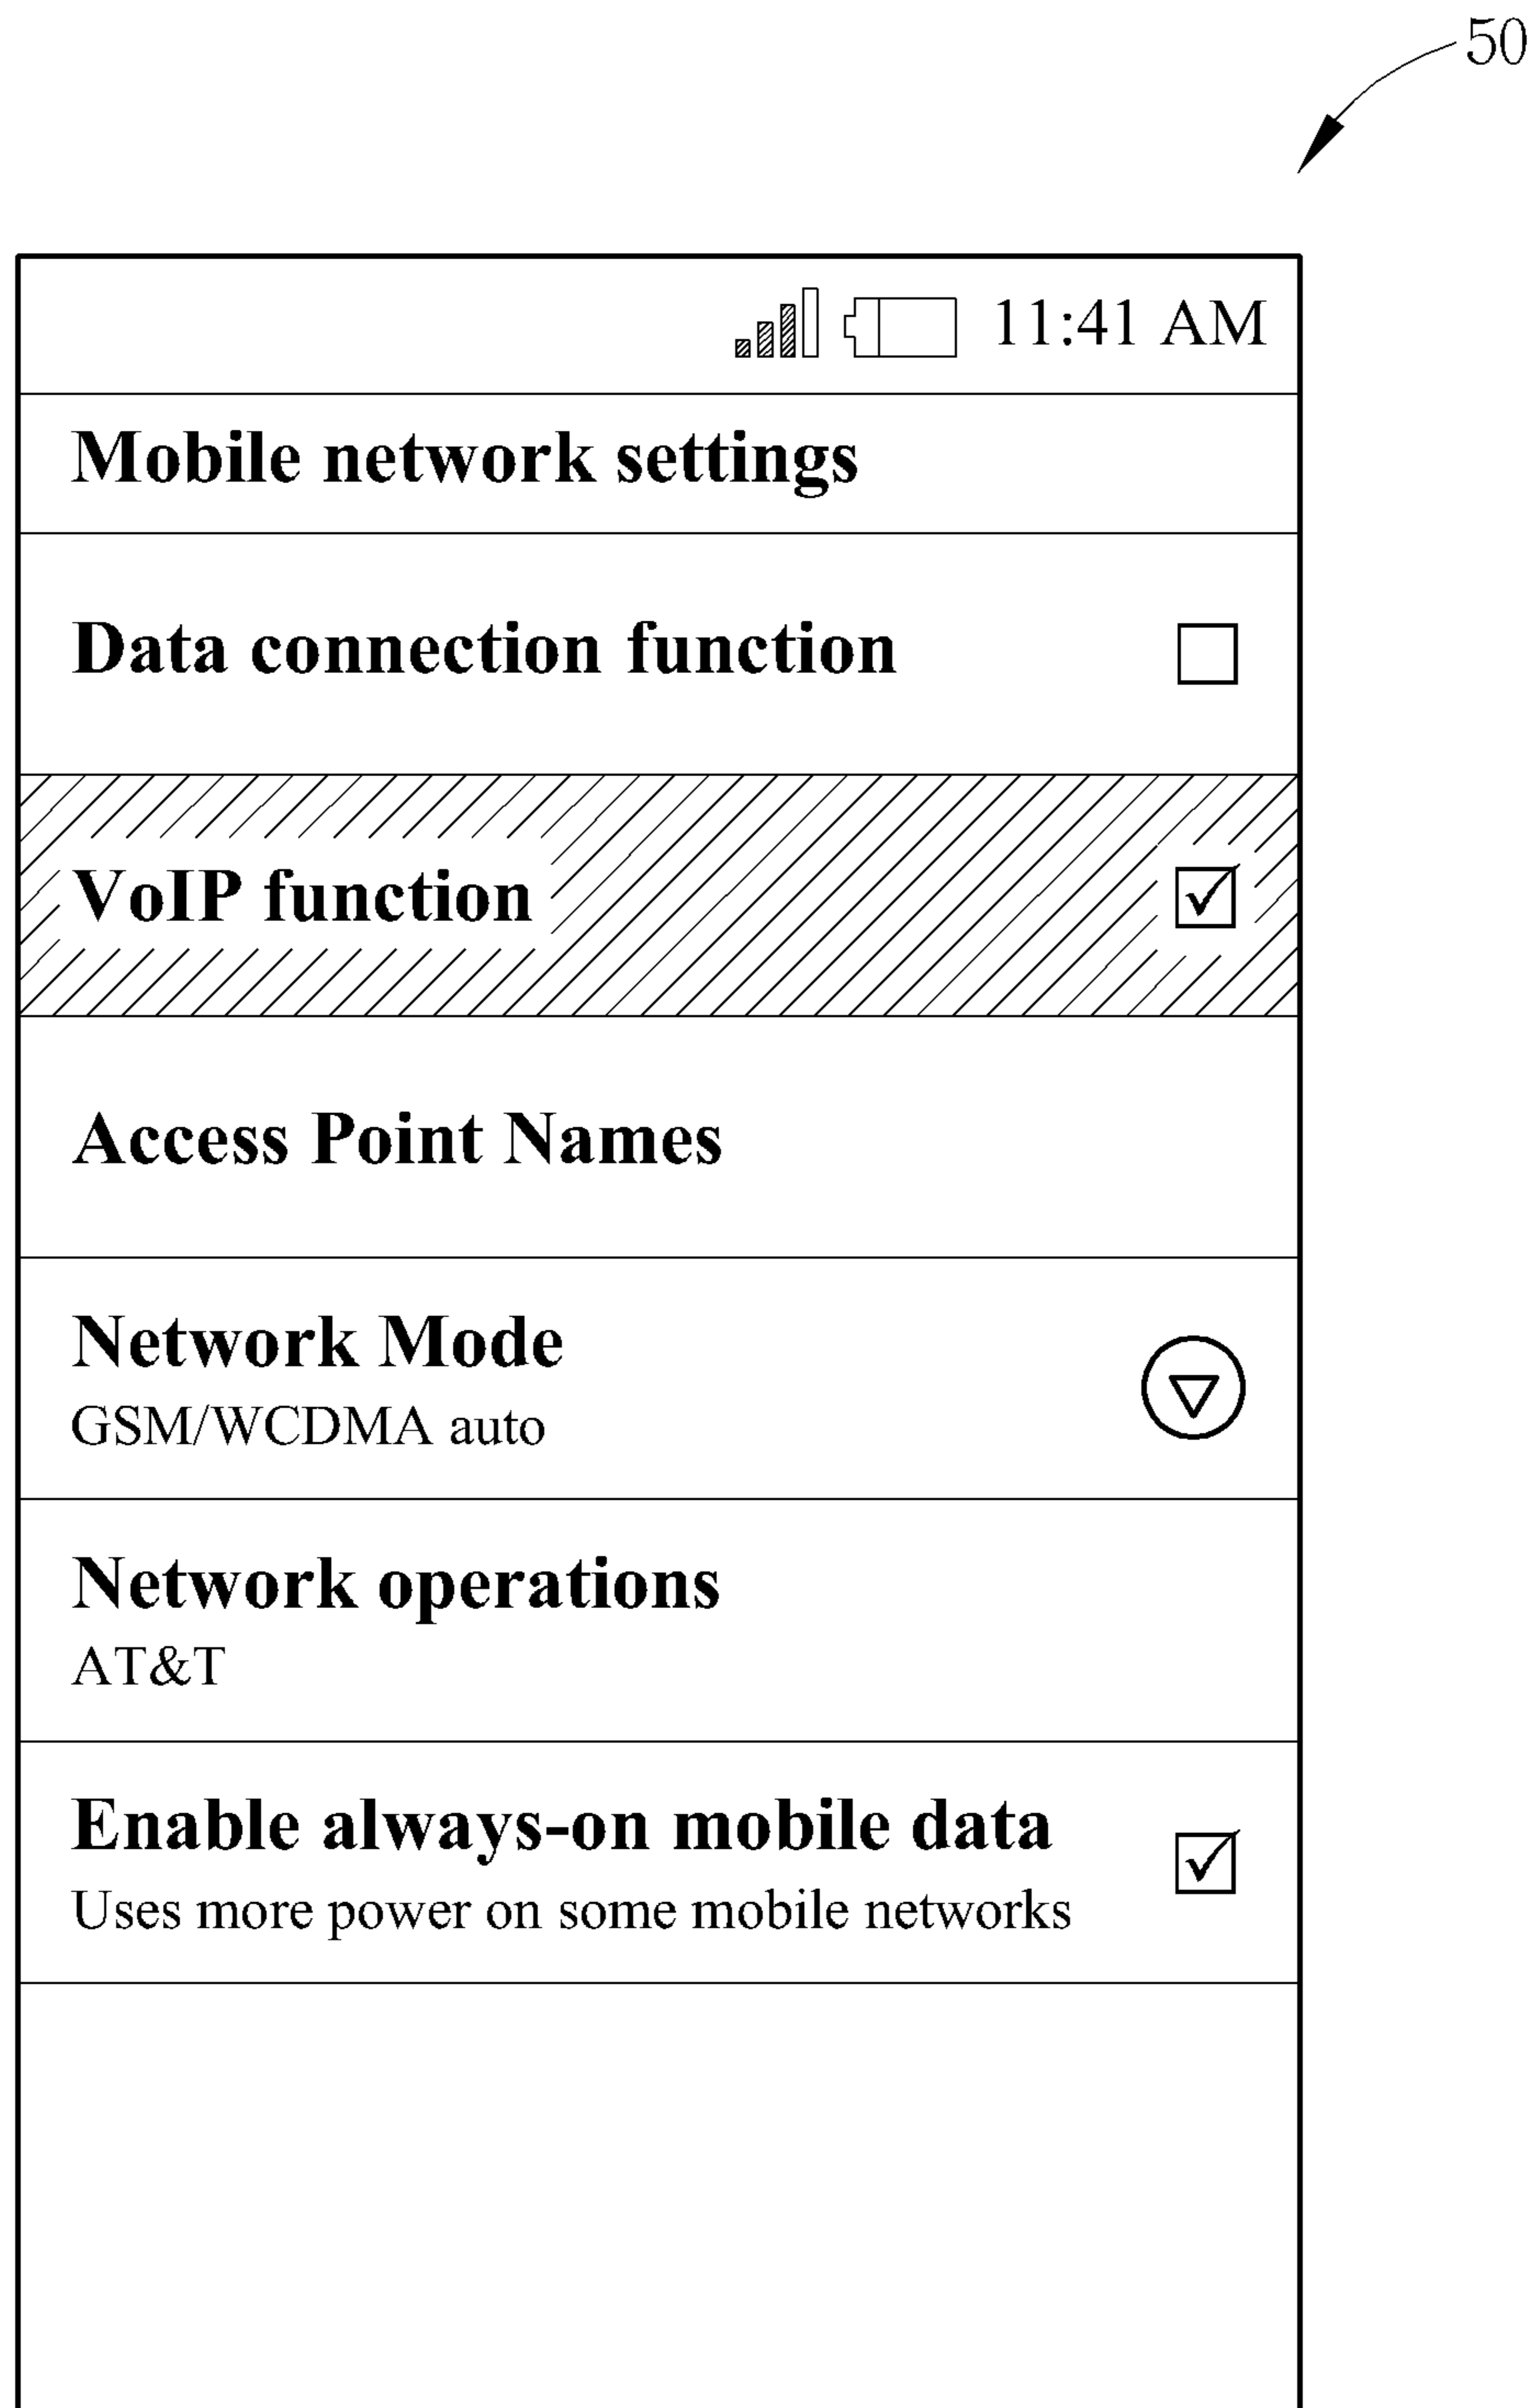 50
11:41 AM
Mobile network settings
Data connection function
VoIP function
Access Point Names
Network Mode
GSM/WCDMA auto
Network operations
AT&T
Enable always-on mobile data
Uses more power on some mobile networks